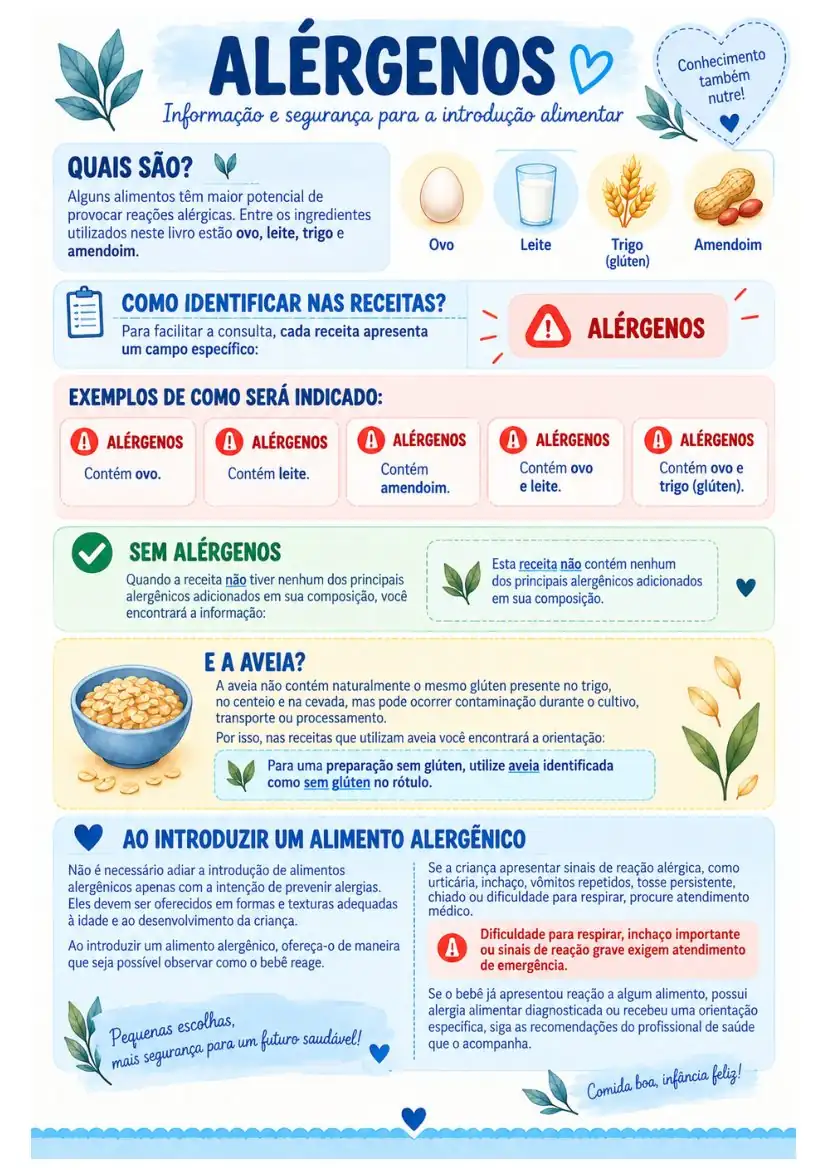 ALÉRGENOS
Informação e segurança para a introdução alimentar
Conhecimento
também
nutre!
QUAIS SÃO?
Alguns alimentos têm maior potencial de
provocar reações alérgicas. Entre os ingredientes
utilizados neste livro estão ovo, leite, trigo e
amendoim.
Ovo
Leite
Trigo
(glúten)
Amendoim
COMO IDENTIFICAR NAS RECEITAS?
Para facilitar a consulta, cada receita apresenta
um campo específico:
ALÉRGENOS
EXEMPLOS DE COMO SERÁ INDICADO:
ALÉRGENOS
Contém ovo.
ALÉRGENOS
Contém leite.
ALÉRGENOS
Contém
amendoim.
ALÉRGENOS
Contém ovo
e leite.
ALÉRGENOS
Contém ovo e
trigo (glúten).
SEM ALÉRGENOS
Quando a receita não tiver nenhum dos principais
alergênicos adicionados em sua composição, você
encontrará a informação:
Esta receita não contém nenhum
dos principais alergênicos adicionados
em sua composição.
E A AVEIA?
A aveia não contém naturalmente o mesmo glúten presente no trigo,
no centeio e na cevada, mas pode ocorrer contaminação durante o cultivo,
transporte ou processamento.
Por isso, nas receitas que utilizam aveia você encontrará a orientação:
Para uma preparação sem glúten, utilize aveia identificada
como sem glúten no rótulo.
AO INTRODUZIR UM ALIMENTO ALERGÊNICO
Não é necessário adiar a introdução de alimentos
alergênicos apenas com a intenção de prevenir alergias.
Eles devem ser oferecidos em formas e texturas adequadas
à idade e ao desenvolvimento da criança.
Ao introduzir um alimento alergênico, ofereça-o de maneira
que seja possível observar como o bebê reage.
Pequenas escolhas,
mais segurança para um futuro saudável!
Se a criança apresentar sinais de reação alérgica, como
urticária, inchaço, vômitos repetidos, tosse persistente,
chiado ou dificuldade para respirar, procure atendimento
médico.
Dificuldade para respirar, inchaço importante
ou sinais de reação grave exigem atendimento
de emergência.
Se o bebê já apresentou reação a algum alimento, possui
alergia alimentar diagnosticada ou recebeu uma orientação
específica, siga as recomendações do profissional de saúde
que o acompanha.
Comida boa, infância feliz!